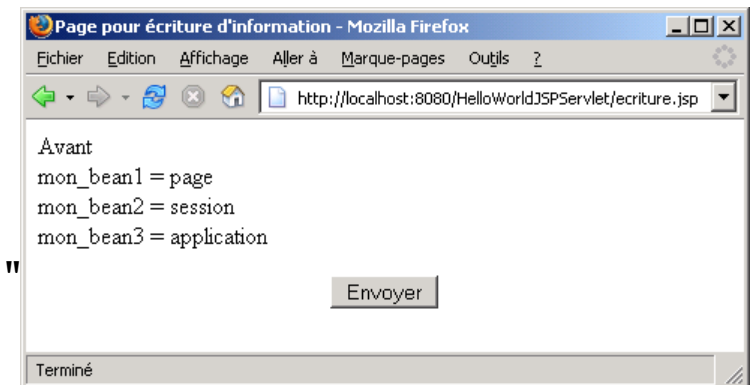 Page pour écriture d'information - Mozilla Firefox
Fichier Edition Affichage Aller à Marque-pages Outils ?
http://localhost:8080/HelloWorldJSPServlet/ecriture.jsp
Avant
mon_bean1 = page
mon_bean2 = session
mon_bean3 = application
"
Envoyer
Terminé